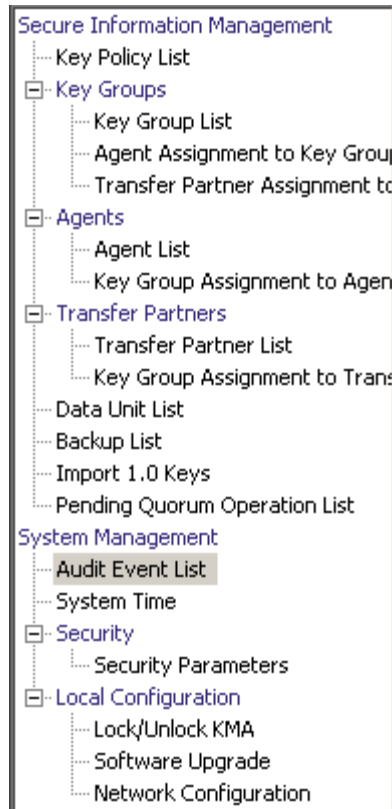 Secure Information Management
Key Policy List
Key Groups
Key Group List
Agent Assignment to Key Grou
Transfer Partner Assignment to
Agents
Agent List
Key Group Assignment to Agen
Transfer Partners
Transfer Partner List
Key Group Assignment to Trans
Data Unit List
Backup List
Import 1.0 Keys
Pending Quorum Operation List
System Management
Audit Event List
System Time
Security
Security Parameters
Local Configuration
Lock/Unlock KMA
Software Upgrade
Network Configuration